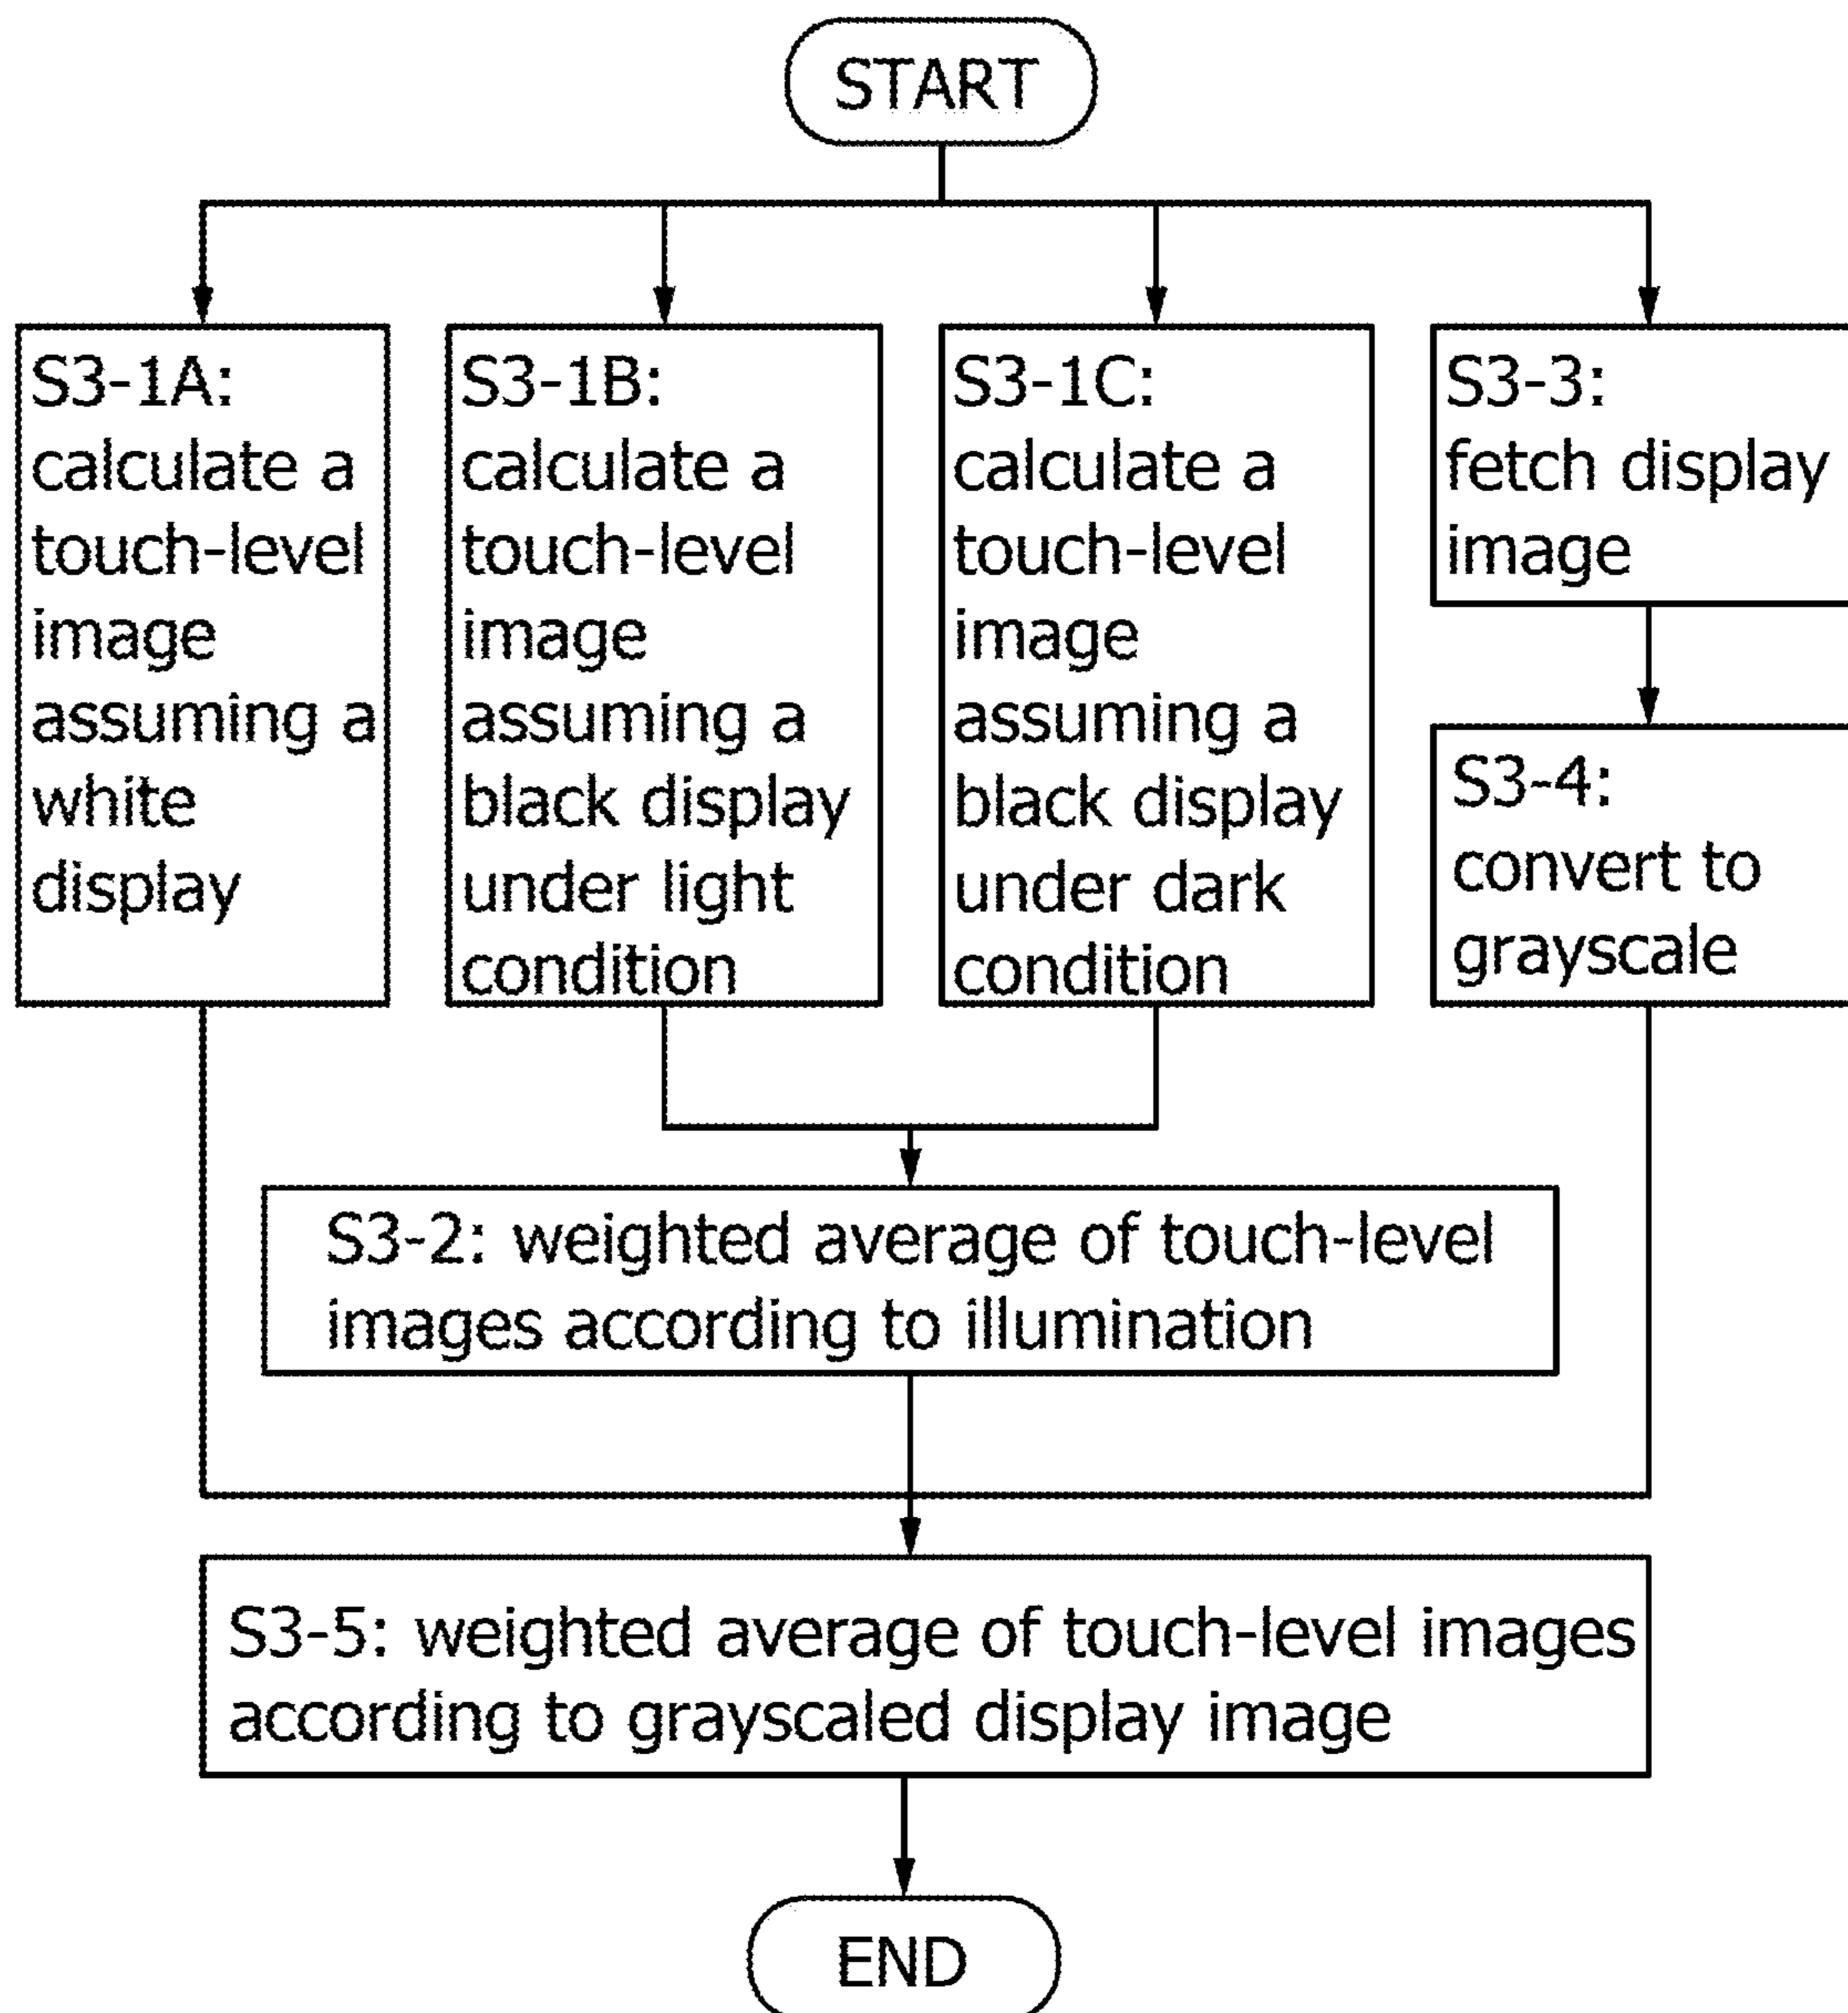 START
S3-1A:
calculate a
touch-level
image
assuming a
white
display
S3-1B:
calculate a
touch-level
image
assuming a
black display
under light
condition
S3-1C:
calculate a
touch-level
image
assuming a
black display
under dark
condition
S3-3:
fetch display
image
S3-4:
convert to
grayscale
S3-2: weighted average of touch-level
images according to illumination
S3-5: weighted average of touch-level images
according to grayscaled display image
END